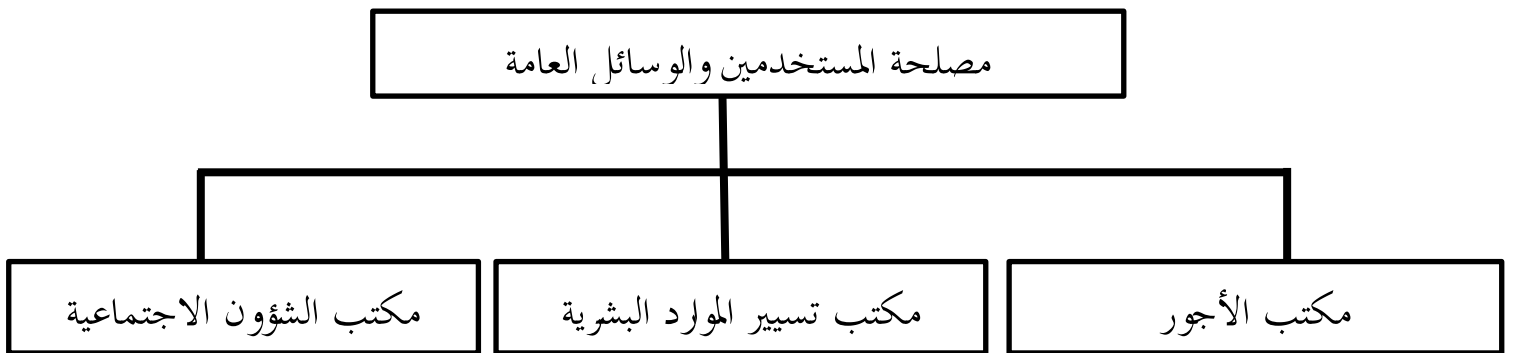 مصلحة المستخدمين والوسائل العامة
مكتب الأجور
مكتب تسيير الموارد البشرية
مكتب الشؤون الاجتماعية